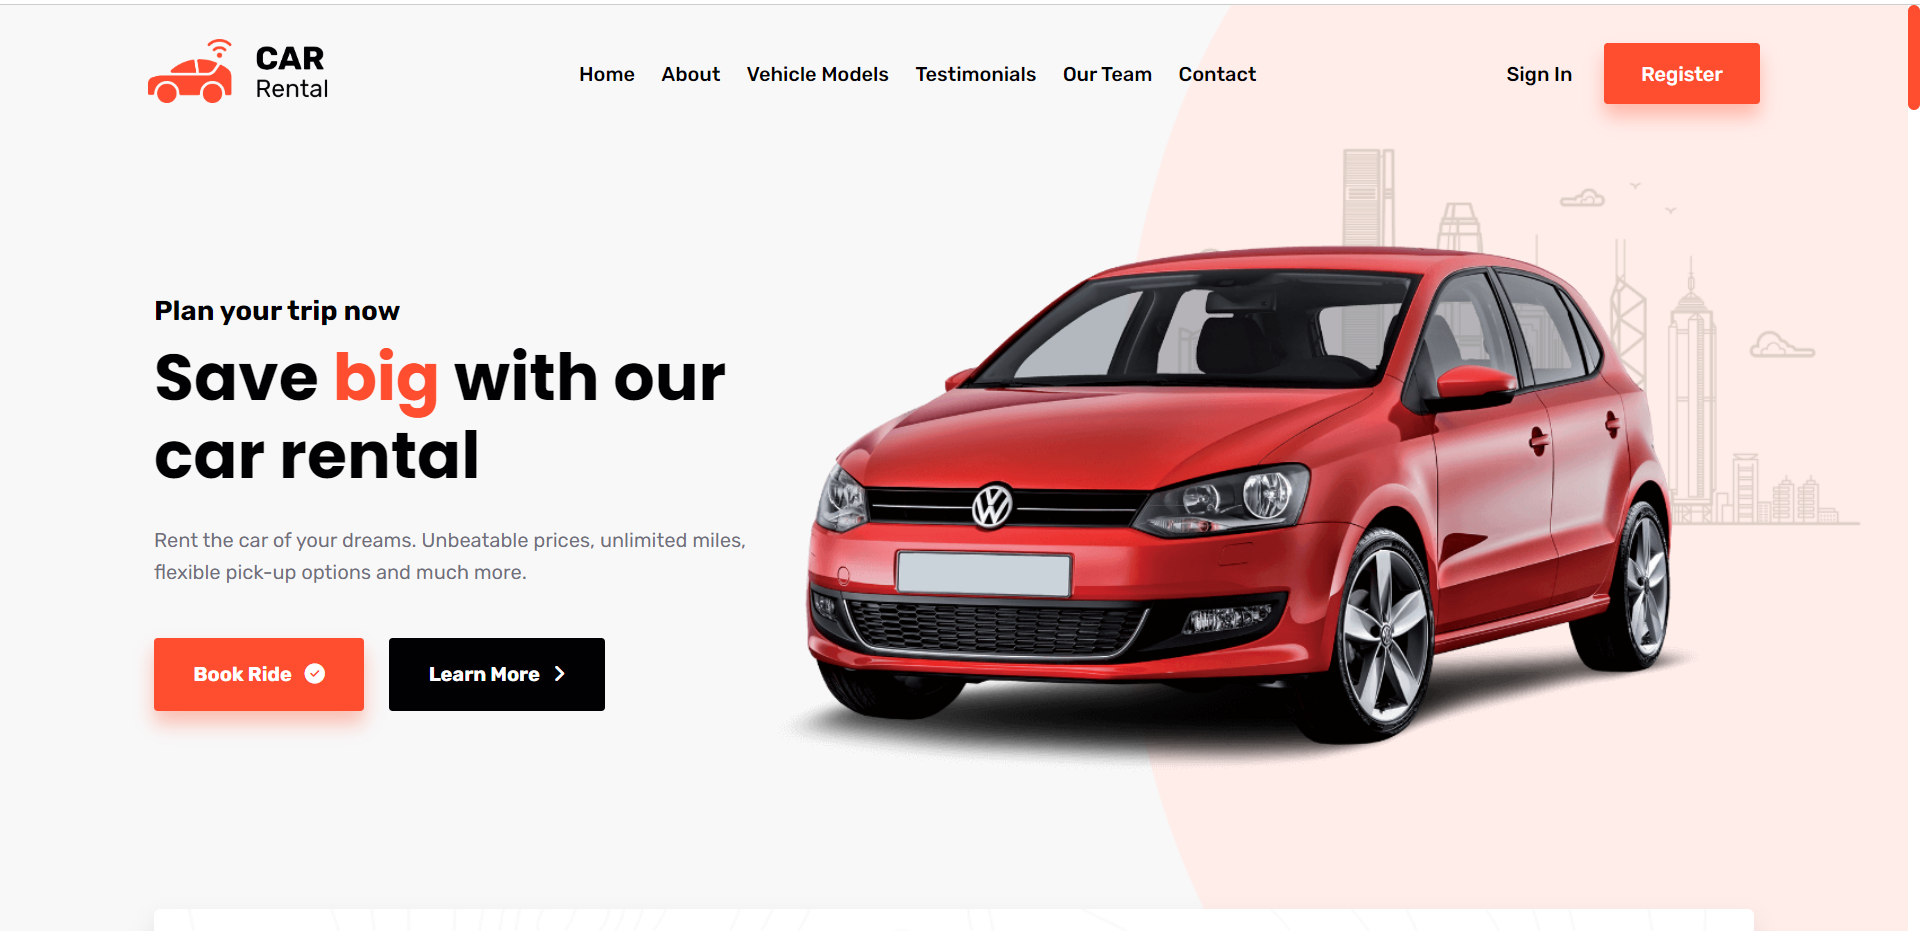 CAR
Rental
Home
About
Vehicle Models
Testimonials
Our Team
Contact
Sign In
Register
Plan your trip now
Save big with our
car rental
Rent the car of your dreams. Unbeatable prices, unlimited miles,
flexible pick-up options and much more.
Book Ride
Learn More